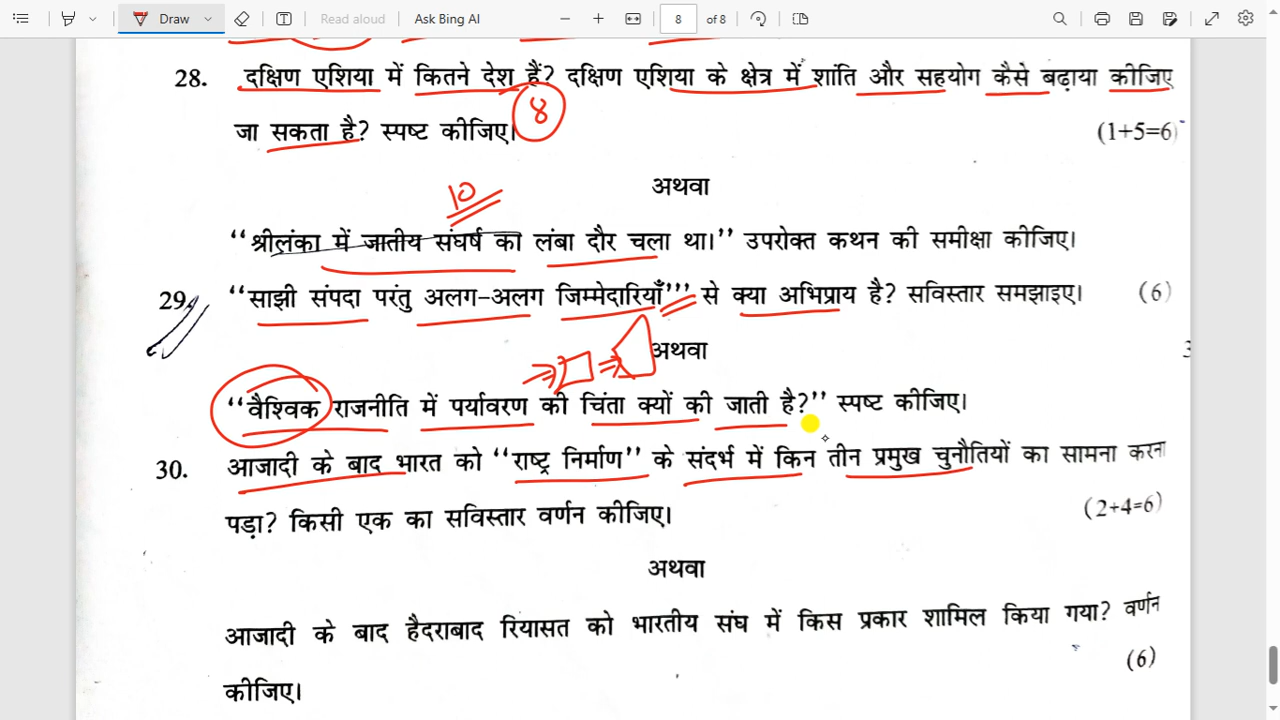 Draw
Read aloud
Ask Bing AI
8
of 8
28. दक्षिण एशिया में कितने देश हैं? दक्षिण एशिया के क्षेत्र में शांति और सहयोग कैसे बढ़ाया कीजिए
8
जा सकता है? स्पष्ट कीजिए। (1+5=6)
10
अथवा
‘‘श्रीलंका में जातीय संघर्ष का लंबा दौर चला था।’’ उपरोक्त कथन की समीक्षा कीजिए।
29. ‘‘साझी संपदा परंतु अलग-अलग जिम्मेदारियाँ’’’ से क्या अभिप्राय है? सविस्तार समझाइए। (6)
अथवा
3
‘‘वैश्विक राजनीति में पर्यावरण की चिंता क्यों की जाती है?’’ स्पष्ट कीजिए।
30. आजादी के बाद भारत को ‘‘राष्ट्र निर्माण’’ के संदर्भ में किन तीन प्रमुख चुनौतियों का सामना करना
पड़ा? किसी एक का सविस्तार वर्णन कीजिए। (2+4=6)
अथवा
आजादी के बाद हैदराबाद रियासत को भारतीय संघ में किस प्रकार शामिल किया गया? वर्णन
(6)
कीजिए।